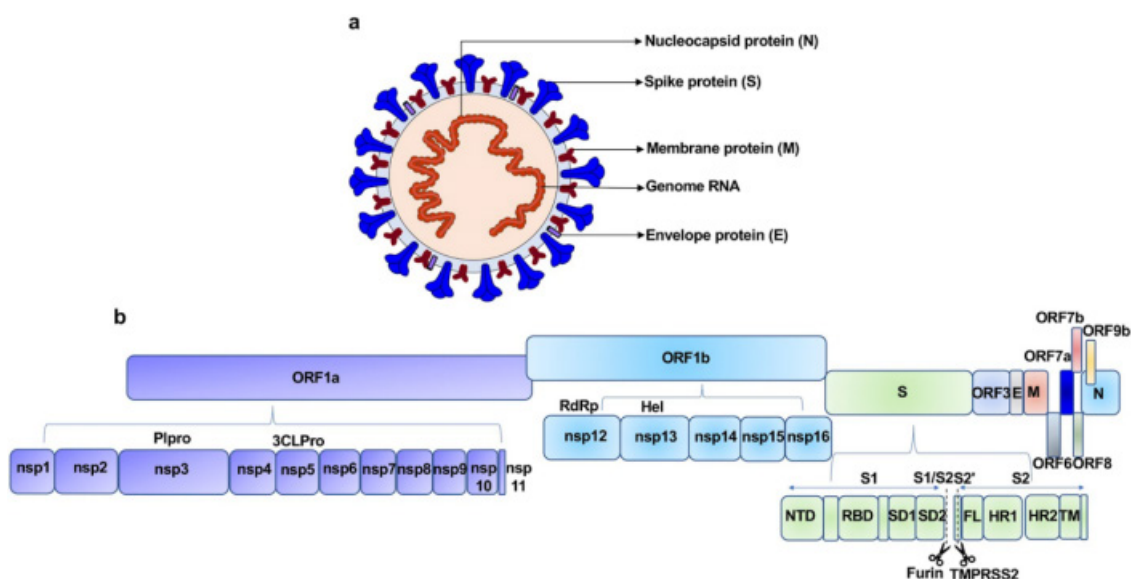 a
Nucleocapsid protein (N)
Spike protein (S)
Membrane protein (M)
Genome RNA
Envelope protein (E)
b
ORF7b
ORF9b
ORF1b
ORF7a
ORF1a
S
ORF3
E
M
N
RdRp
Hel
Plpro
3CLPro
nsp12
nsp13
nsp14
nsp15
nsp16
nsp1
nsp2
nsp3
nsp4
nsp5
nsp6
nsp7
nsp8
nsp9
nsp
10
nsp
11
ORF6
ORF8
S1
S1/S2
S2'
S2
NTD
RBD
SD1
SD2
FL
HR1
HR2
TM
Furin
TMPRSS2